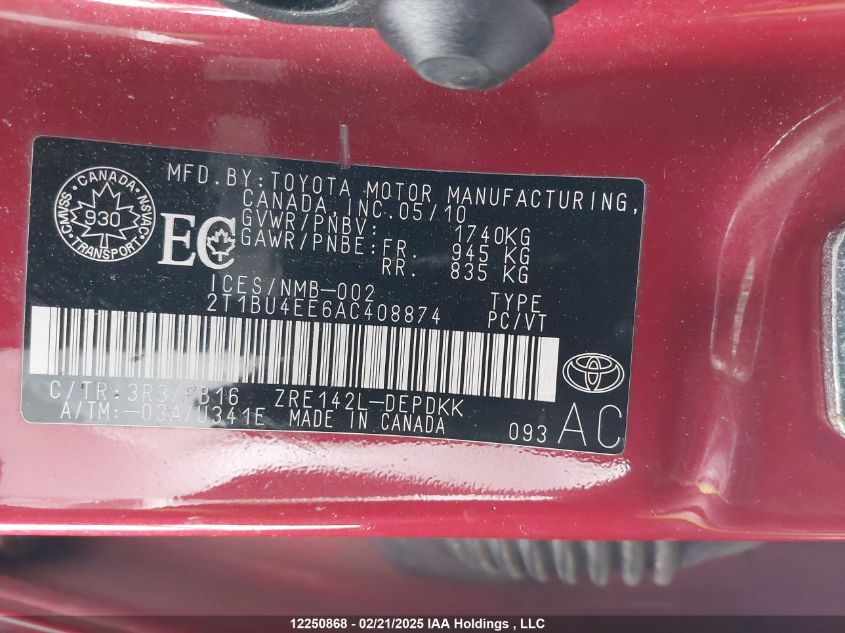 MFD.BY:TOYOTA MOTOR MANUFACTURING,
CANADA, INC.05/10
GVWR/PNBV: 1740KG
GAWR/PNBE:FR. 945 KG
RR. 835 KG
CMVSS · CANADA · NSVAC
930
TRANSPORT
EC
ICES/NMB-002
2T1BU4EE6AC408874
TYPE
PC/VT
C/TR:3R3/FB16 ZRE142L-DEPDKK
A/TM:-03A/U341E MADE IN CANADA
093 AC
12250868 - 02/21/2025 IAA Holdings , LLC